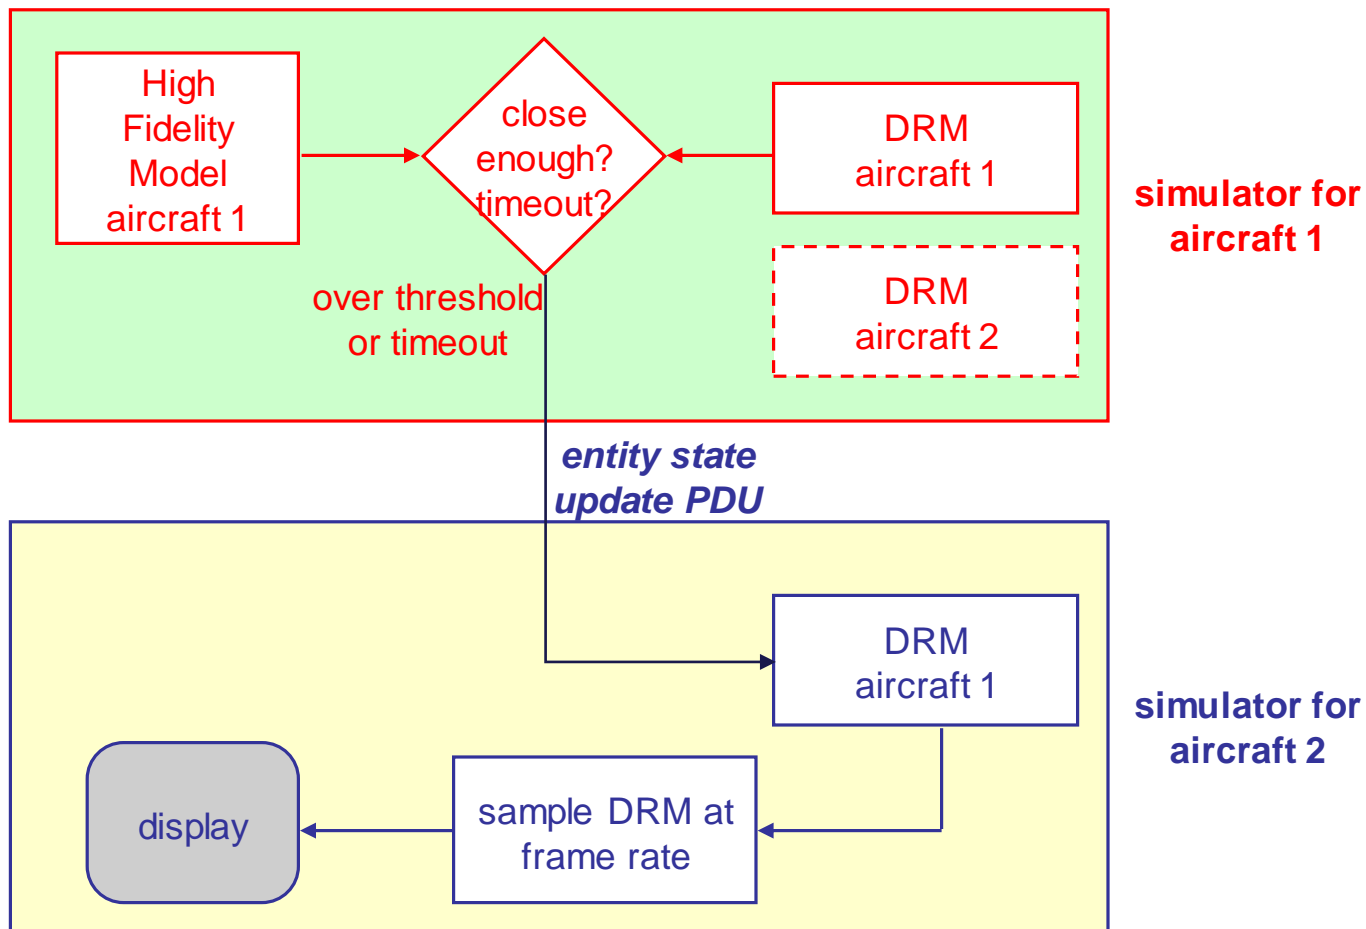 High
Fidelity
Model
aircraft 1
close
enough?
timeout?
DRM
aircraft 1
simulator for
aircraft 1
DRM
aircraft 2
over threshold
or timeout
entity state
update PDU
DRM
aircraft 1
simulator for
aircraft 2
sample DRM at
frame rate
display